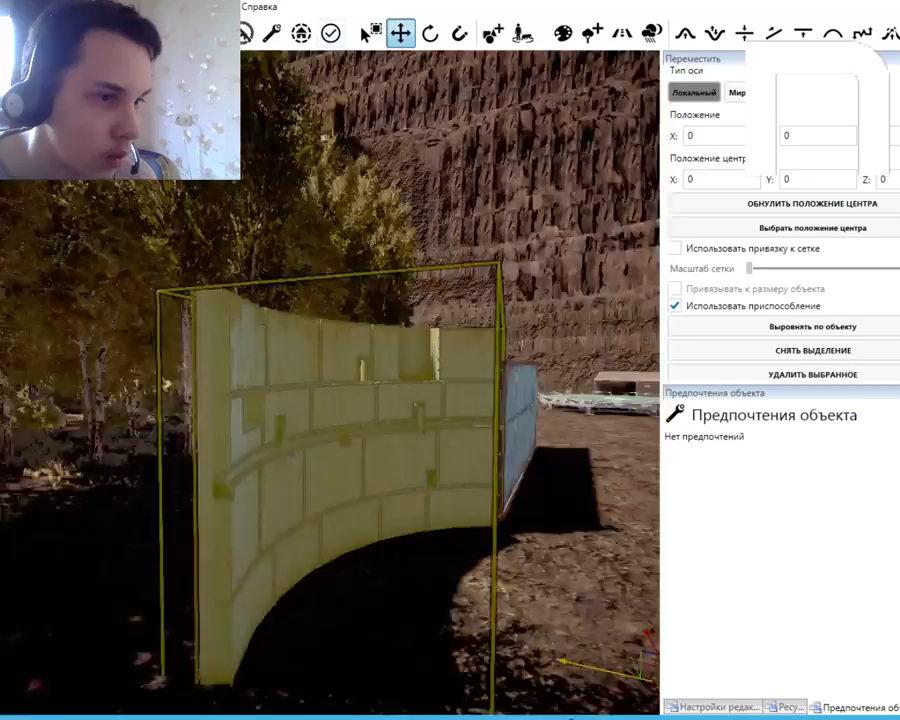 Справка
Переместить
Тип оси
Локальный Мир
Положение
X: 0 0
Положение центр
X: 0 Y: 0 Z: 0
ОБНУЛИТЬ ПОЛОЖЕНИЕ ЦЕНТРА
Выбрать положение центра
Использовать привязку к сетке
Масштаб сетки
Привязывать к размеру объекта
Использовать приспособление
Выровнять по объекту
СНЯТЬ ВЫДЕЛЕНИЕ
УДАЛИТЬ ВЫБРАННОЕ
Предпочтения объекта
Предпочтения объекта
Нет предпочтений
Настройки редак... Ресу... Предпочтения об